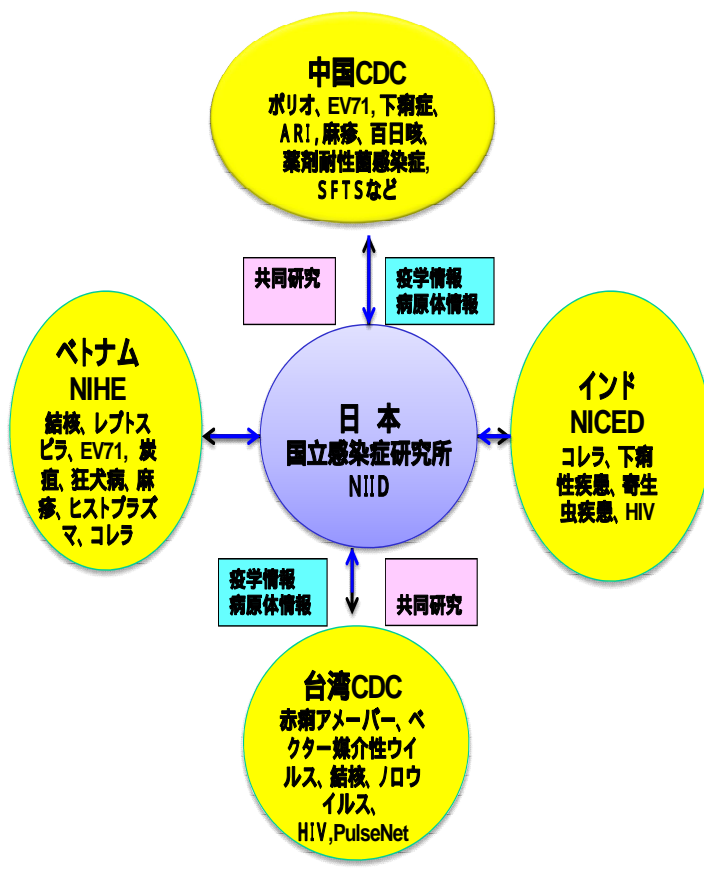 中国CDC
ポリオ、EV71, 下痢症、
ARI,麻疹、百日咳、
薬剤耐性菌感染症,
SFTSなど
共同研究
疫学情報
病原体情報
ベトナム
NIHE
結核、レプトス
ピラ、EV71, 炭
疽、狂犬病、麻
疹、ヒストプラズ
マ、コレラ
日 本
国立感染症研究所
NIID
インド
NICED
コレラ、下痢
性疾患、寄生
虫疾患、HIV
疫学情報
病原体情報
共同研究
台湾CDC
赤痢アメーバー、ベ
クター媒介性ウイ
ルス、結核、ノロウ
イルス、
HIV,PulseNet